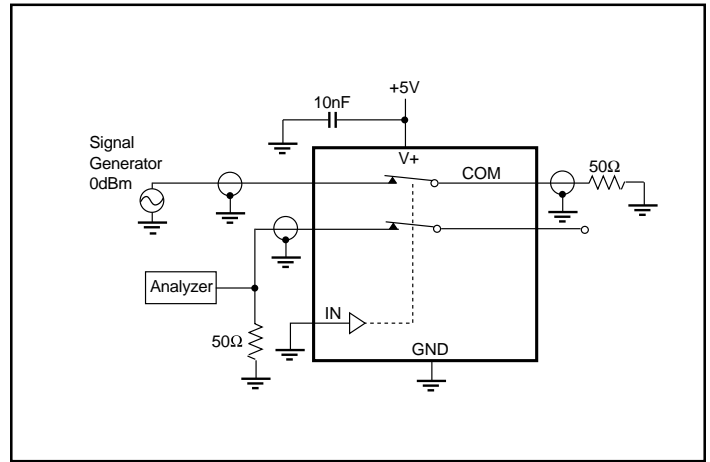 +5V
10nF
Signal
Generator
0dBm
V+
COM
50Ω
Analyzer
IN
50Ω
GND